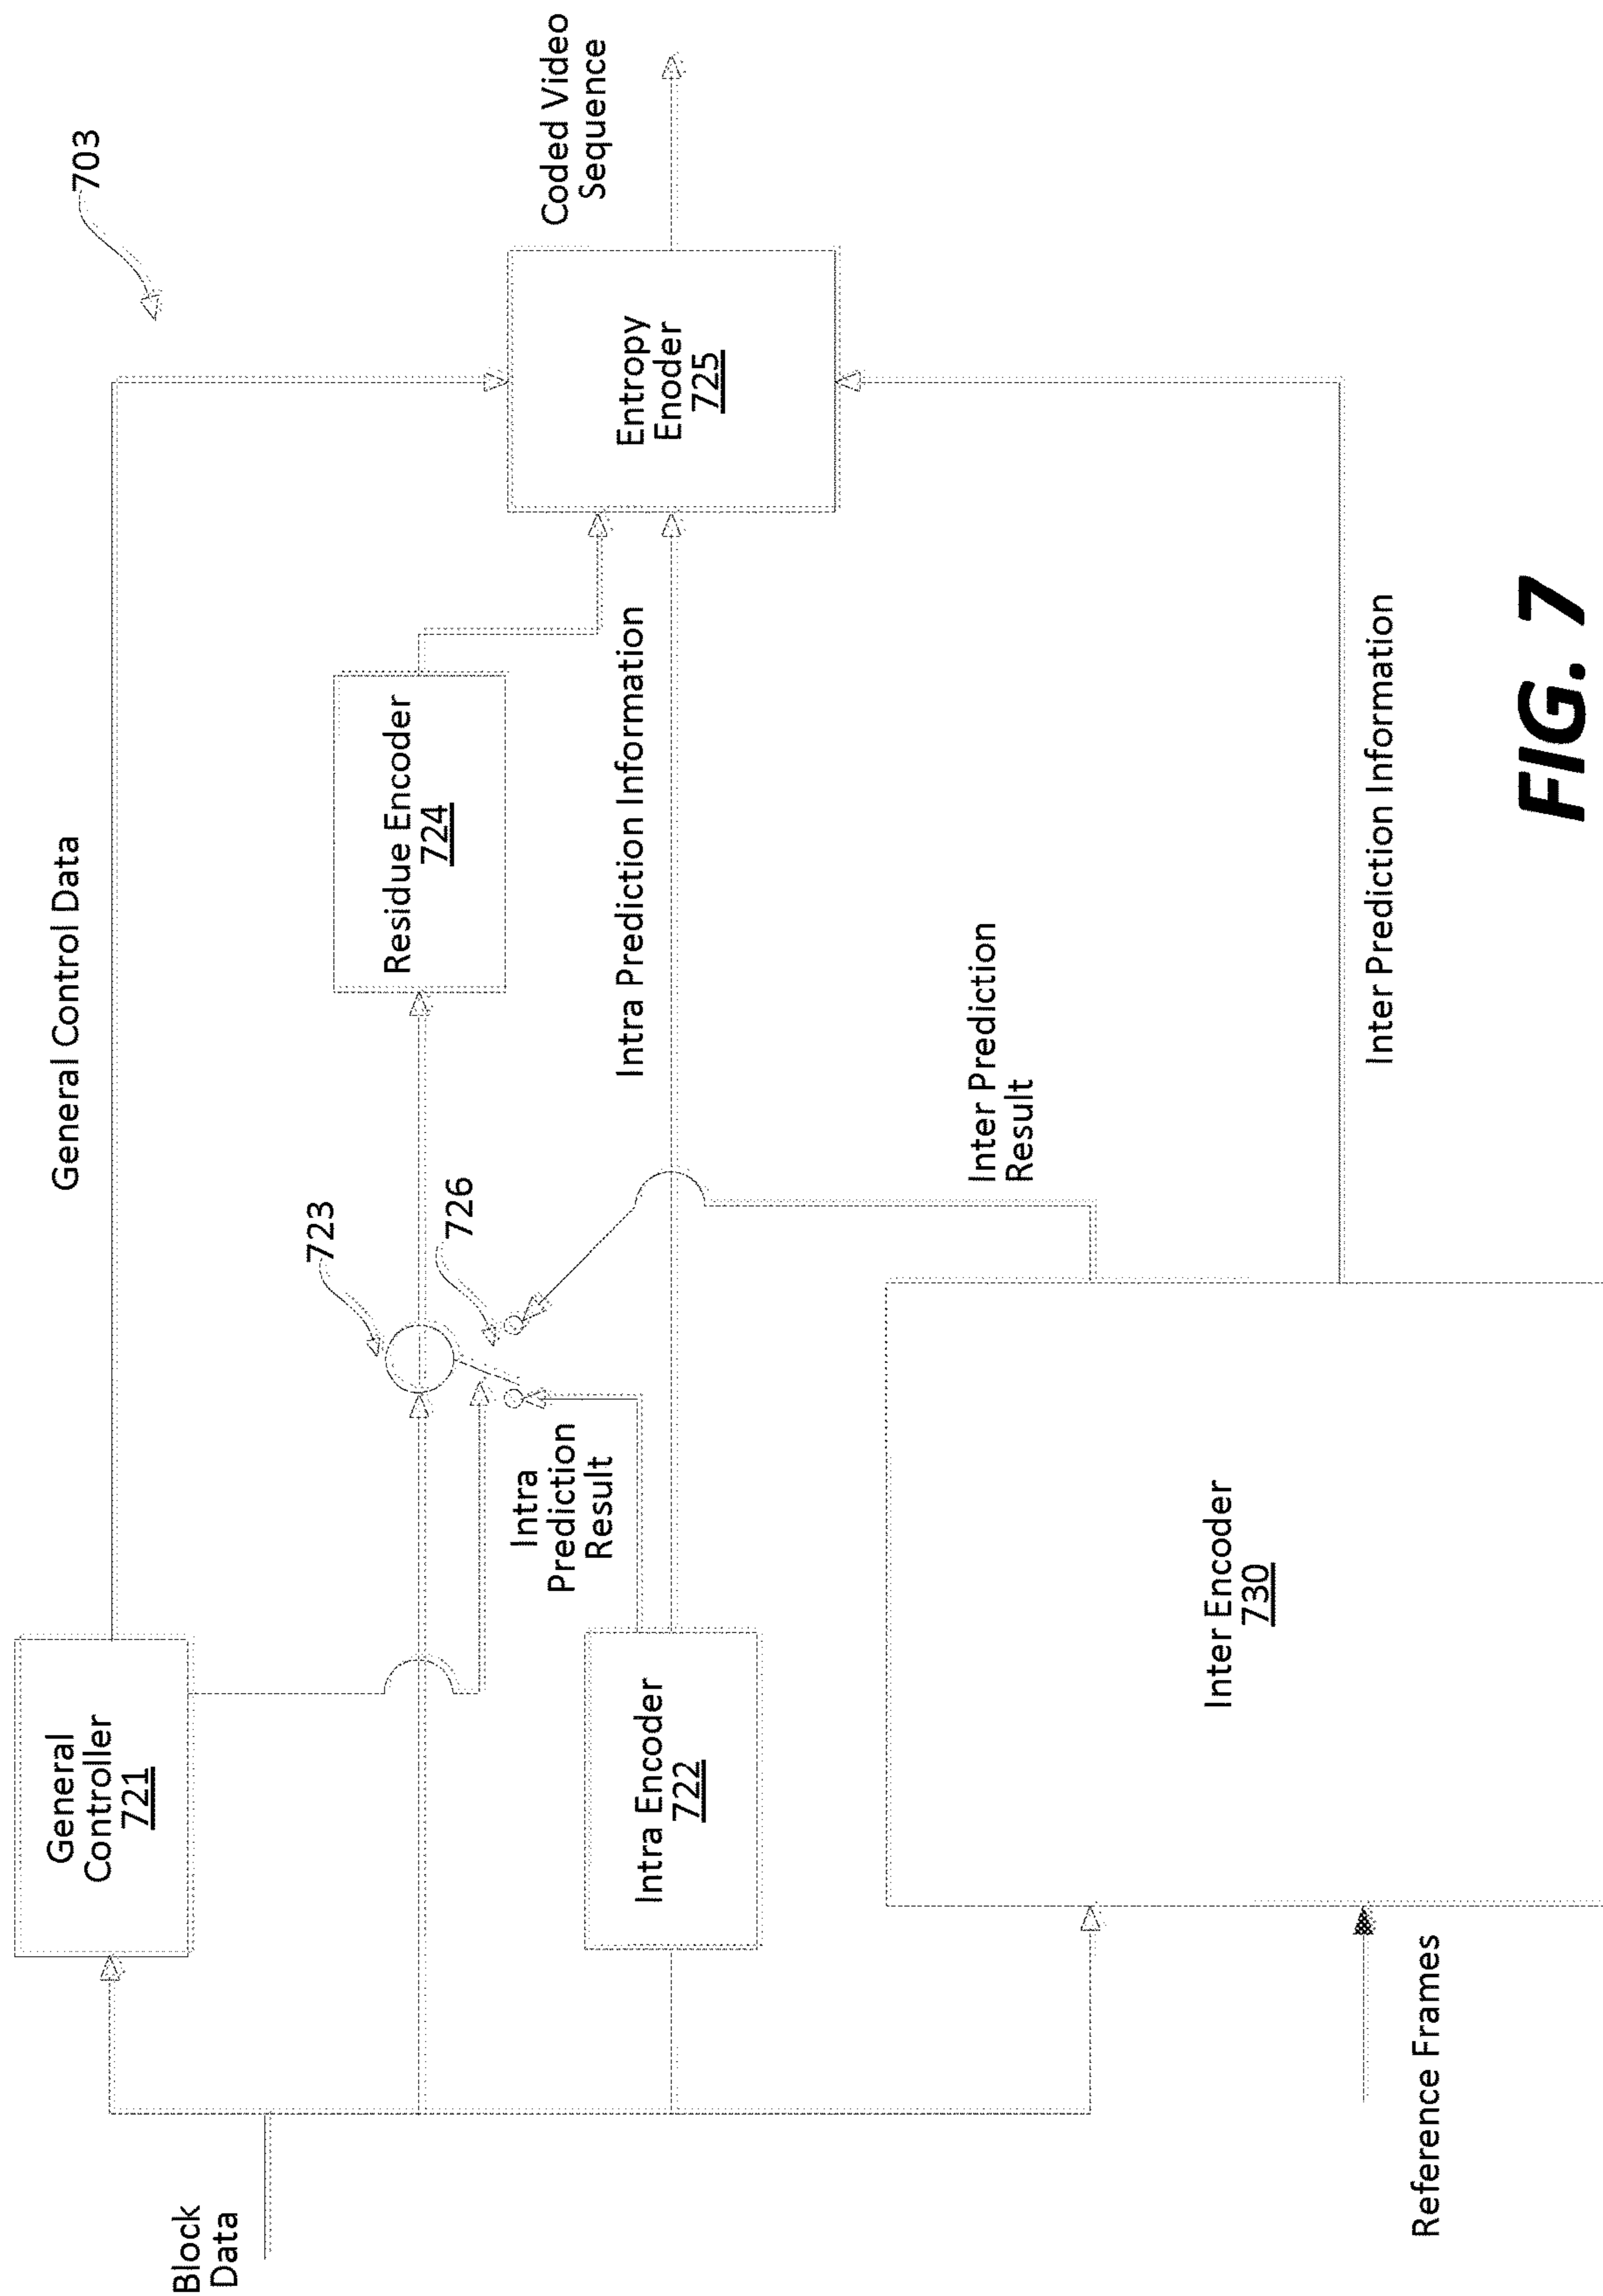 703
General Control Data
Coded Video
Sequence
General
Controller
721
723
Residue Encoder
724
Entropy
Enoder
725
726
Block
Data
Intra
Prediction
Result
Intra Prediction Information
Intra Encoder
722
Inter Prediction
Result
Inter Encoder
730
Inter Prediction Information
Reference Frames
FIG. 7